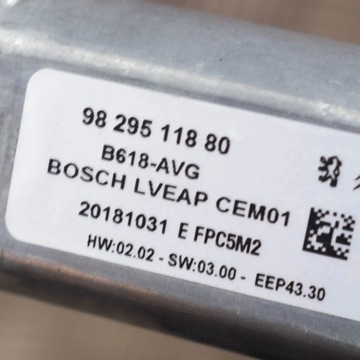 98 295 118 80
B618-AVG
BOSCH LVEAP CEM01
20181031 E FPC5M2
HW:02.02 - SW:03.00 - EEP43.30